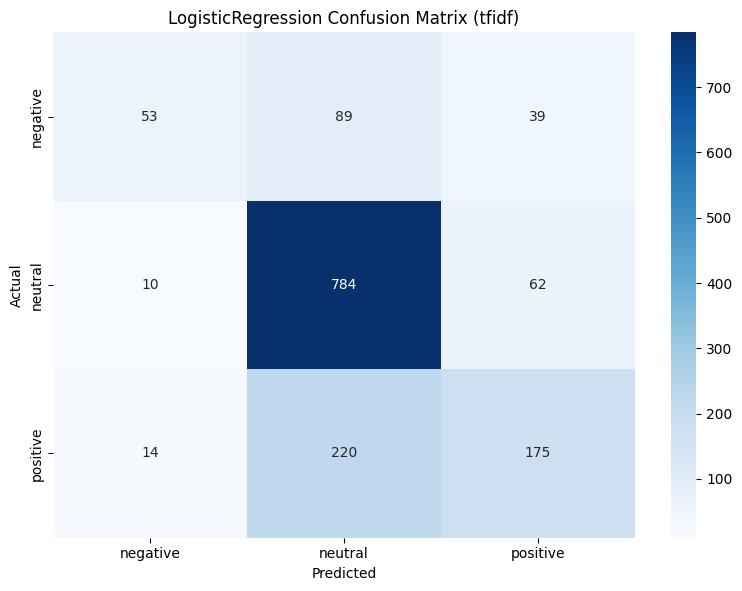 LogisticRegression Confusion Matrix (tfidf)
negative
53
89
39
700
600
Actual
neutral
10
784
62
500
400
300
positive
14
220
175
200
100
negative
neutral
positive
Predicted